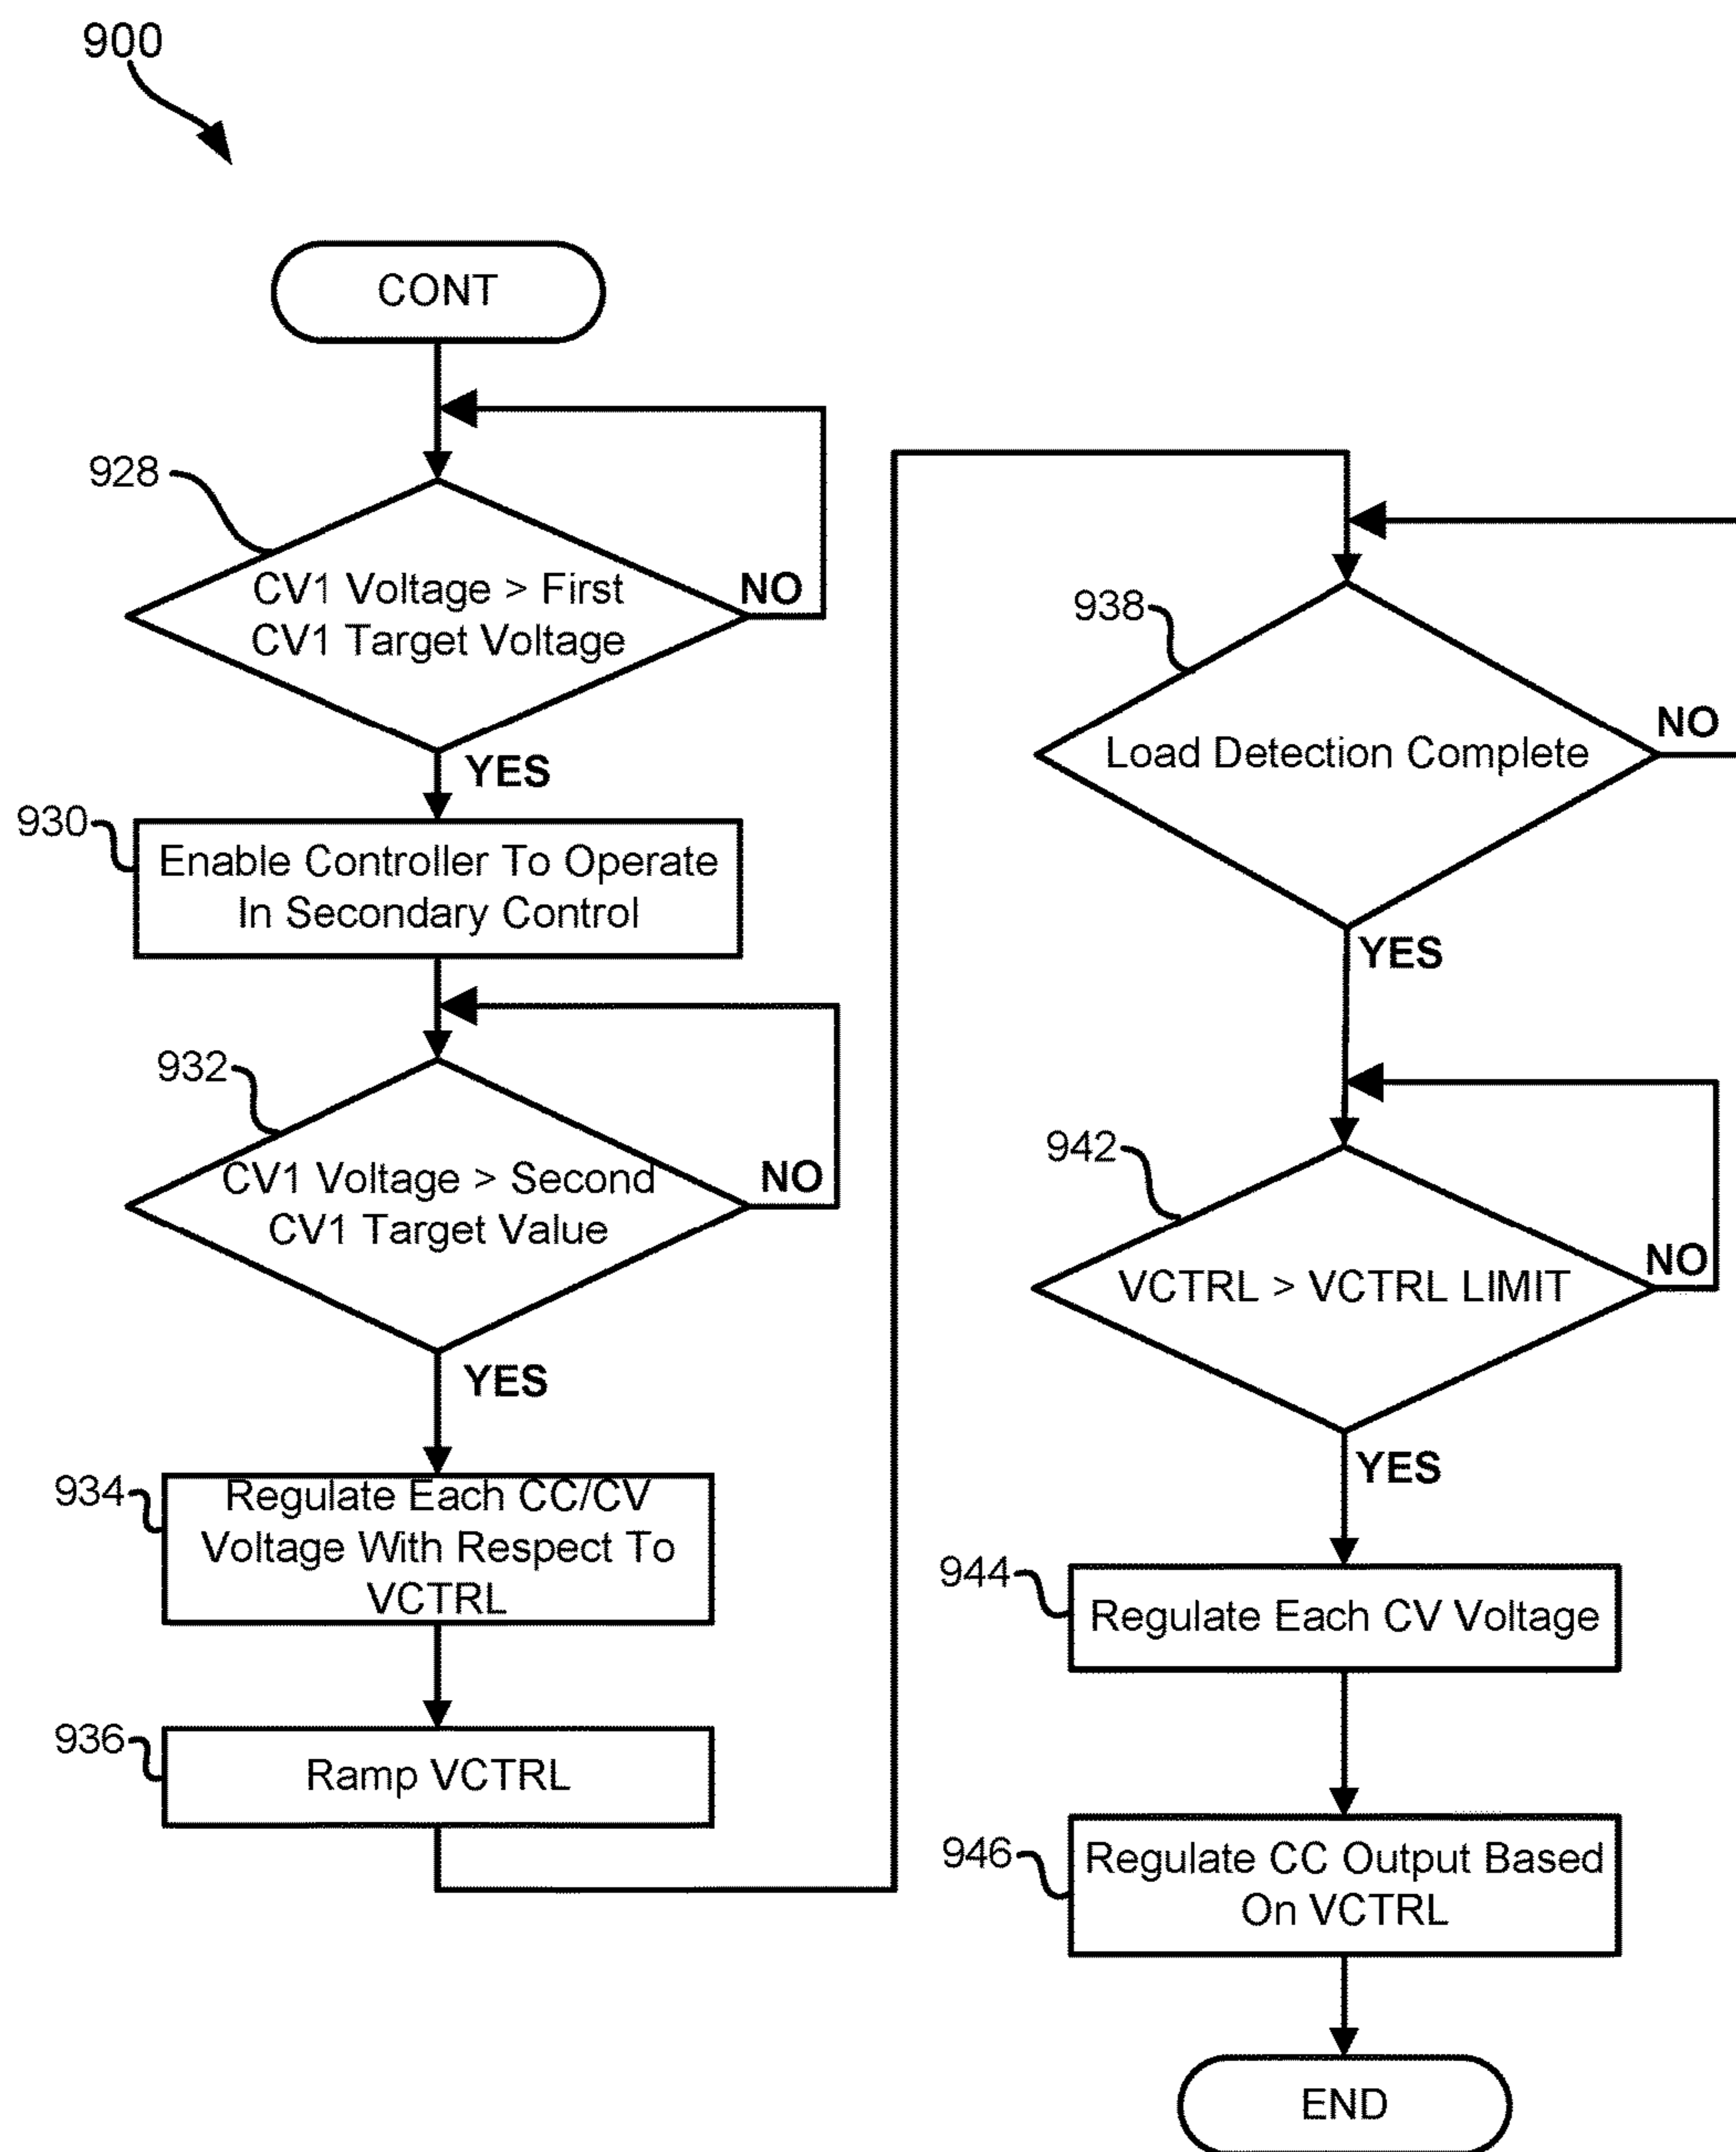 900
CONT
928
CV1 Voltage > First
CV1 Target Voltage
NO
YES
930
Enable Controller To Operate
In Secondary Control
932
CV1 Voltage > Second
CV1 Target Value
NO
YES
934
Regulate Each CC/CV
Voltage With Respect To
VCTRL
936
Ramp VCTRL
938
Load Detection Complete
NO
YES
942
VCTRL > VCTRL LIMIT
NO
YES
944
Regulate Each CV Voltage
946
Regulate CC Output Based
On VCTRL
END